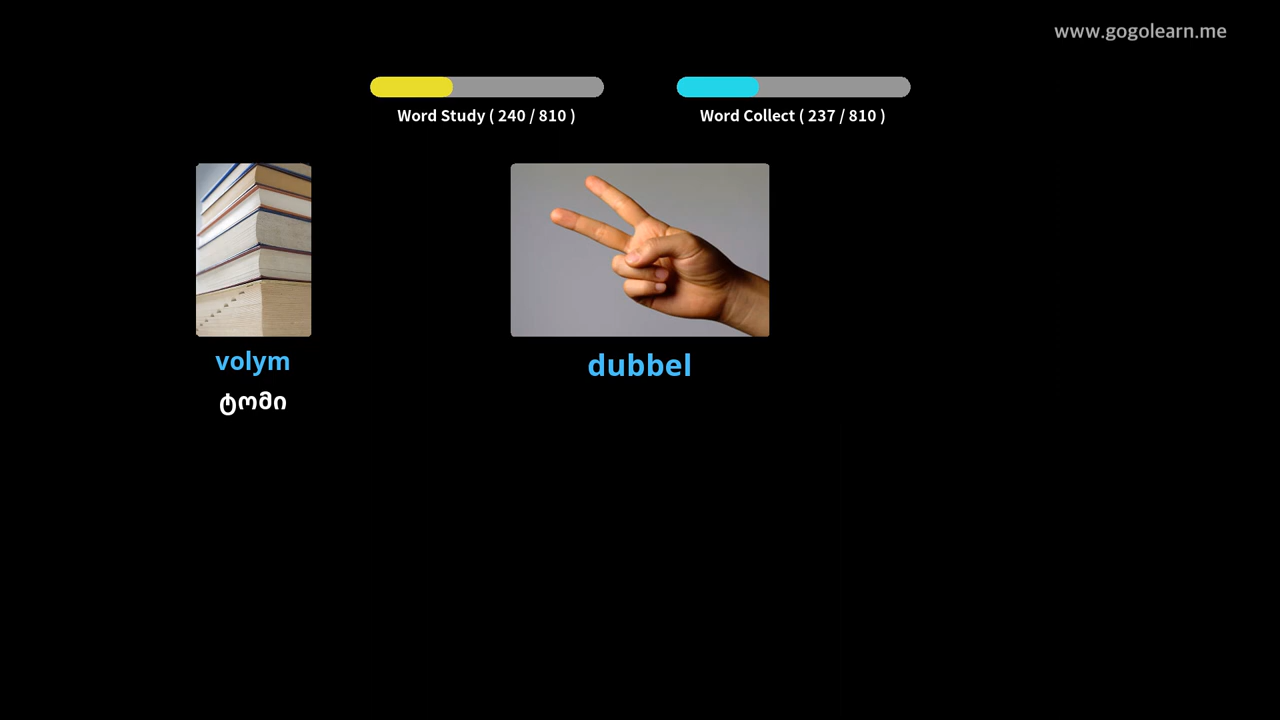 www.gogolearn.me
Word Study ( 240 / 810 )
Word Collect ( 237 / 810 )
volym
ტომი
dubbel